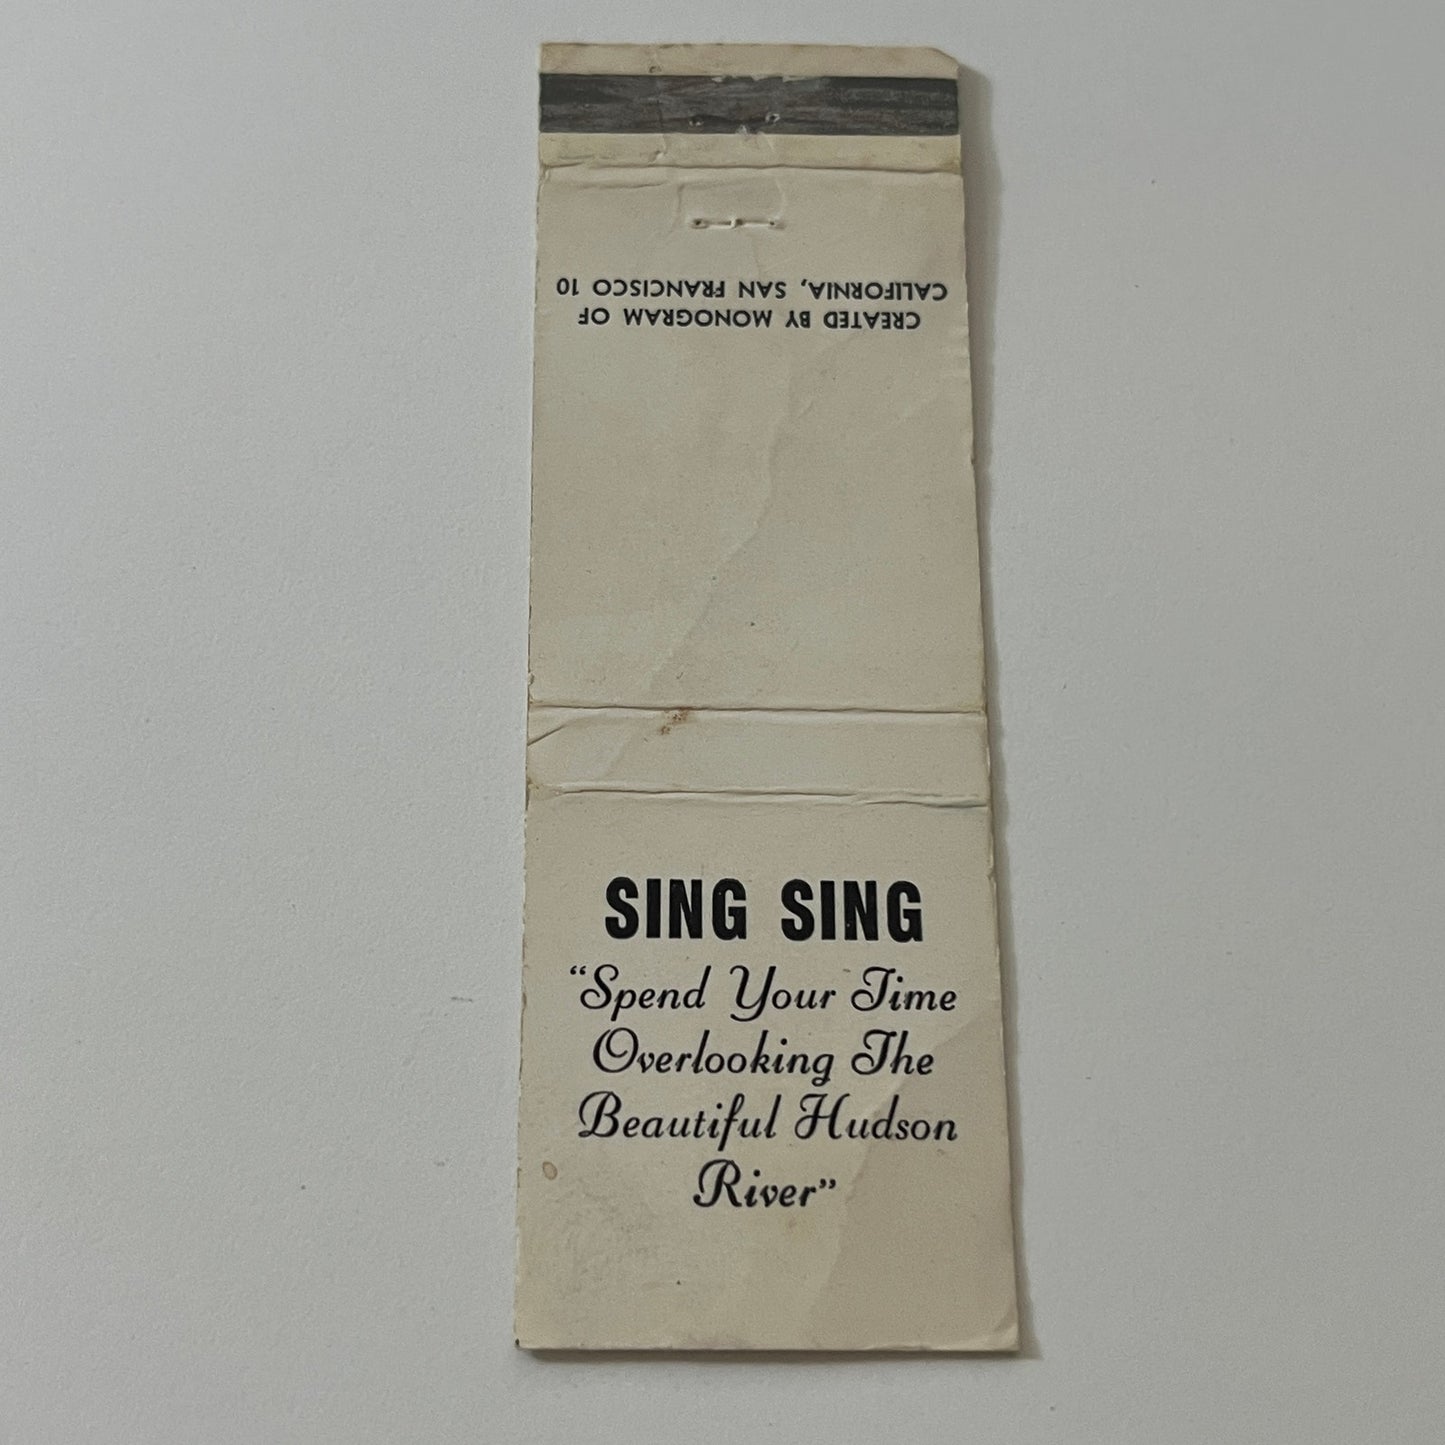 CREATED BY MONOGRAM OF
CALIFORNIA, SAN FRANCISCO 10
SING SING
“Spend Your Time
Overlooking The
Beautiful Hudson
River”